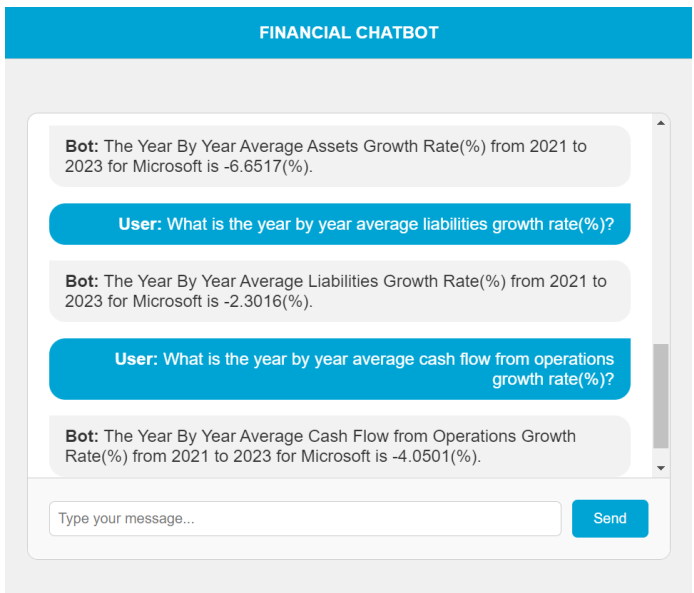 FINANCIAL CHATBOT
Bot: The Year By Year Average Assets Growth Rate(%) from 2021 to
2023 for Microsoft is -6.6517(%).
User: What is the year by year average liabilities growth rate(%)?
Bot: The Year By Year Average Liabilities Growth Rate(%) from 2021 to
2023 for Microsoft is -2.3016(%).
User: What is the year by year average cash flow from operations
growth rate(%)?
Bot: The Year By Year Average Cash Flow from Operations Growth
Rate(%) from 2021 to 2023 for Microsoft is -4.0501(%).
Type your message...
Send